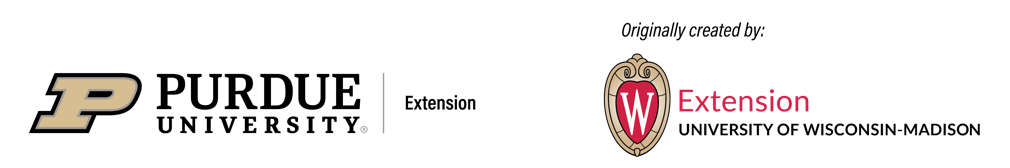 P PURDUE
UNIVERSITY®
Extension
Originally created by:
W
Extension
UNIVERSITY OF WISCONSIN-MADISON